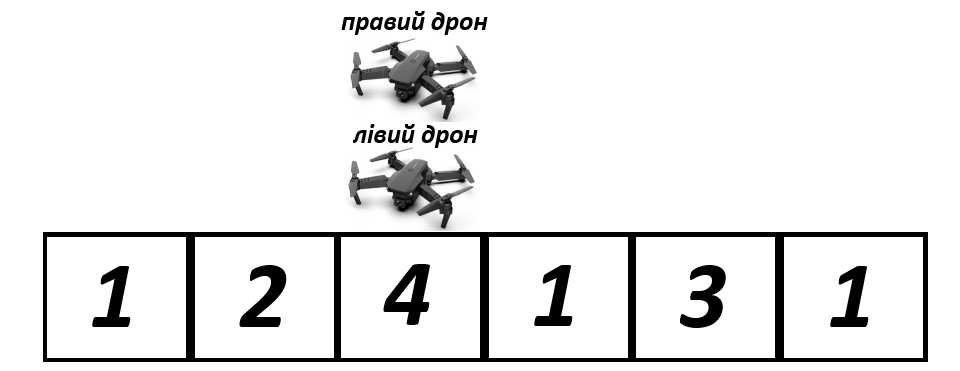 правий дрон
лівий дрон
1 2 4 1 3 1